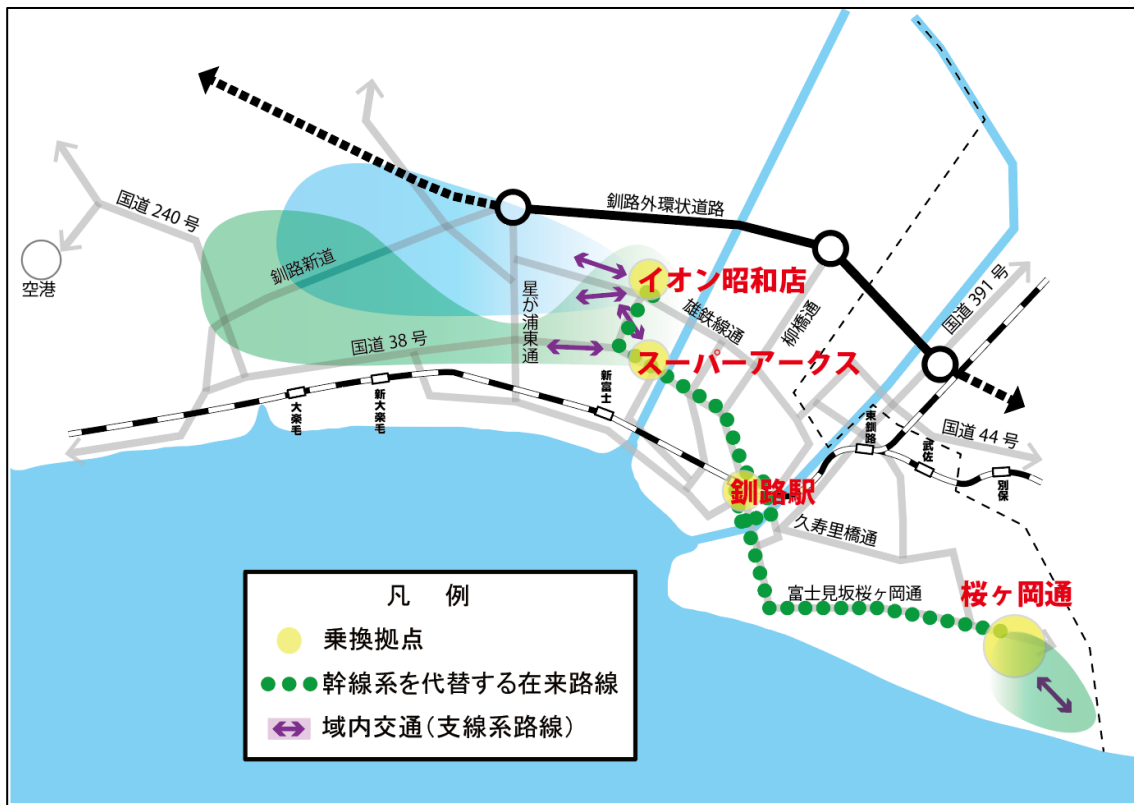 国道 240 号
空港
釧路新道
釧路外環状道路
イオン昭和店
星が浦東通
雄鉄線通
柳橋通
国道 391 号
国道 38 号
スーパーアークス
大楽毛
新大楽毛
新富士
東釧路
武佐
別保
国道 44 号
釧路駅
久寿里橋通
富士見坂桜ヶ岡通
桜ヶ岡通
凡 例
乗換拠点
幹線系を代替する在来路線
域内交通(支線系路線)